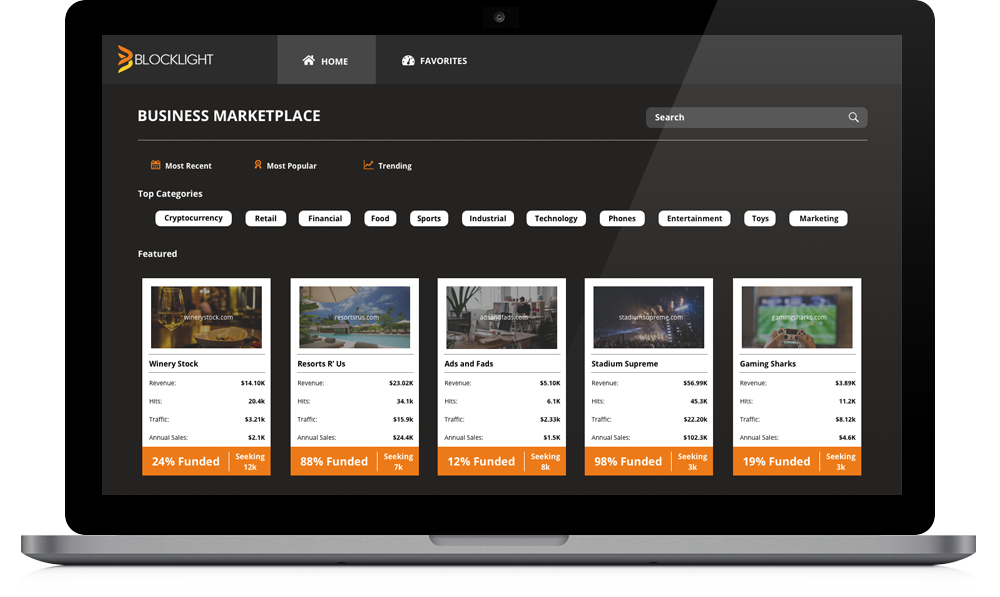 BLOCKLIGHT
HOME
FAVORITES
BUSINESS MARKETPLACE
Search
Most Recent
Most Popular
Trending
Top Categories
Cryptocurrency
Retail
Financial
Food
Sports
Industrial
Technology
Phones
Entertainment
Toys
Marketing
Featured
winerystock.com
Winery Stock
Revenue: $14.10K
Hits: 20.4k
Traffic: $3.21k
Annual Sales: $2.1K
24% Funded
Seeking
12k
resortsrus.com
Resorts R' Us
Revenue: $23.02K
Hits: 34.1k
Traffic: $15.9k
Annual Sales: $24.4K
88% Funded
Seeking
7k
adsandfads.com
Ads and Fads
Revenue: $5.10K
Hits: 6.1K
Traffic: $2.33k
Annual Sales: $1.5K
12% Funded
Seeking
8k
stadiumsupreme.com
Stadium Supreme
Revenue: $56.99K
Hits: 45.3K
Traffic: $22.20k
Annual Sales: $102.3K
98% Funded
Seeking
3k
gamingsharks.com
Gaming Sharks
Revenue: $3.89K
Hits: 11.2K
Traffic: $8.12k
Annual Sales: $4.6K
19% Funded
Seeking
3k